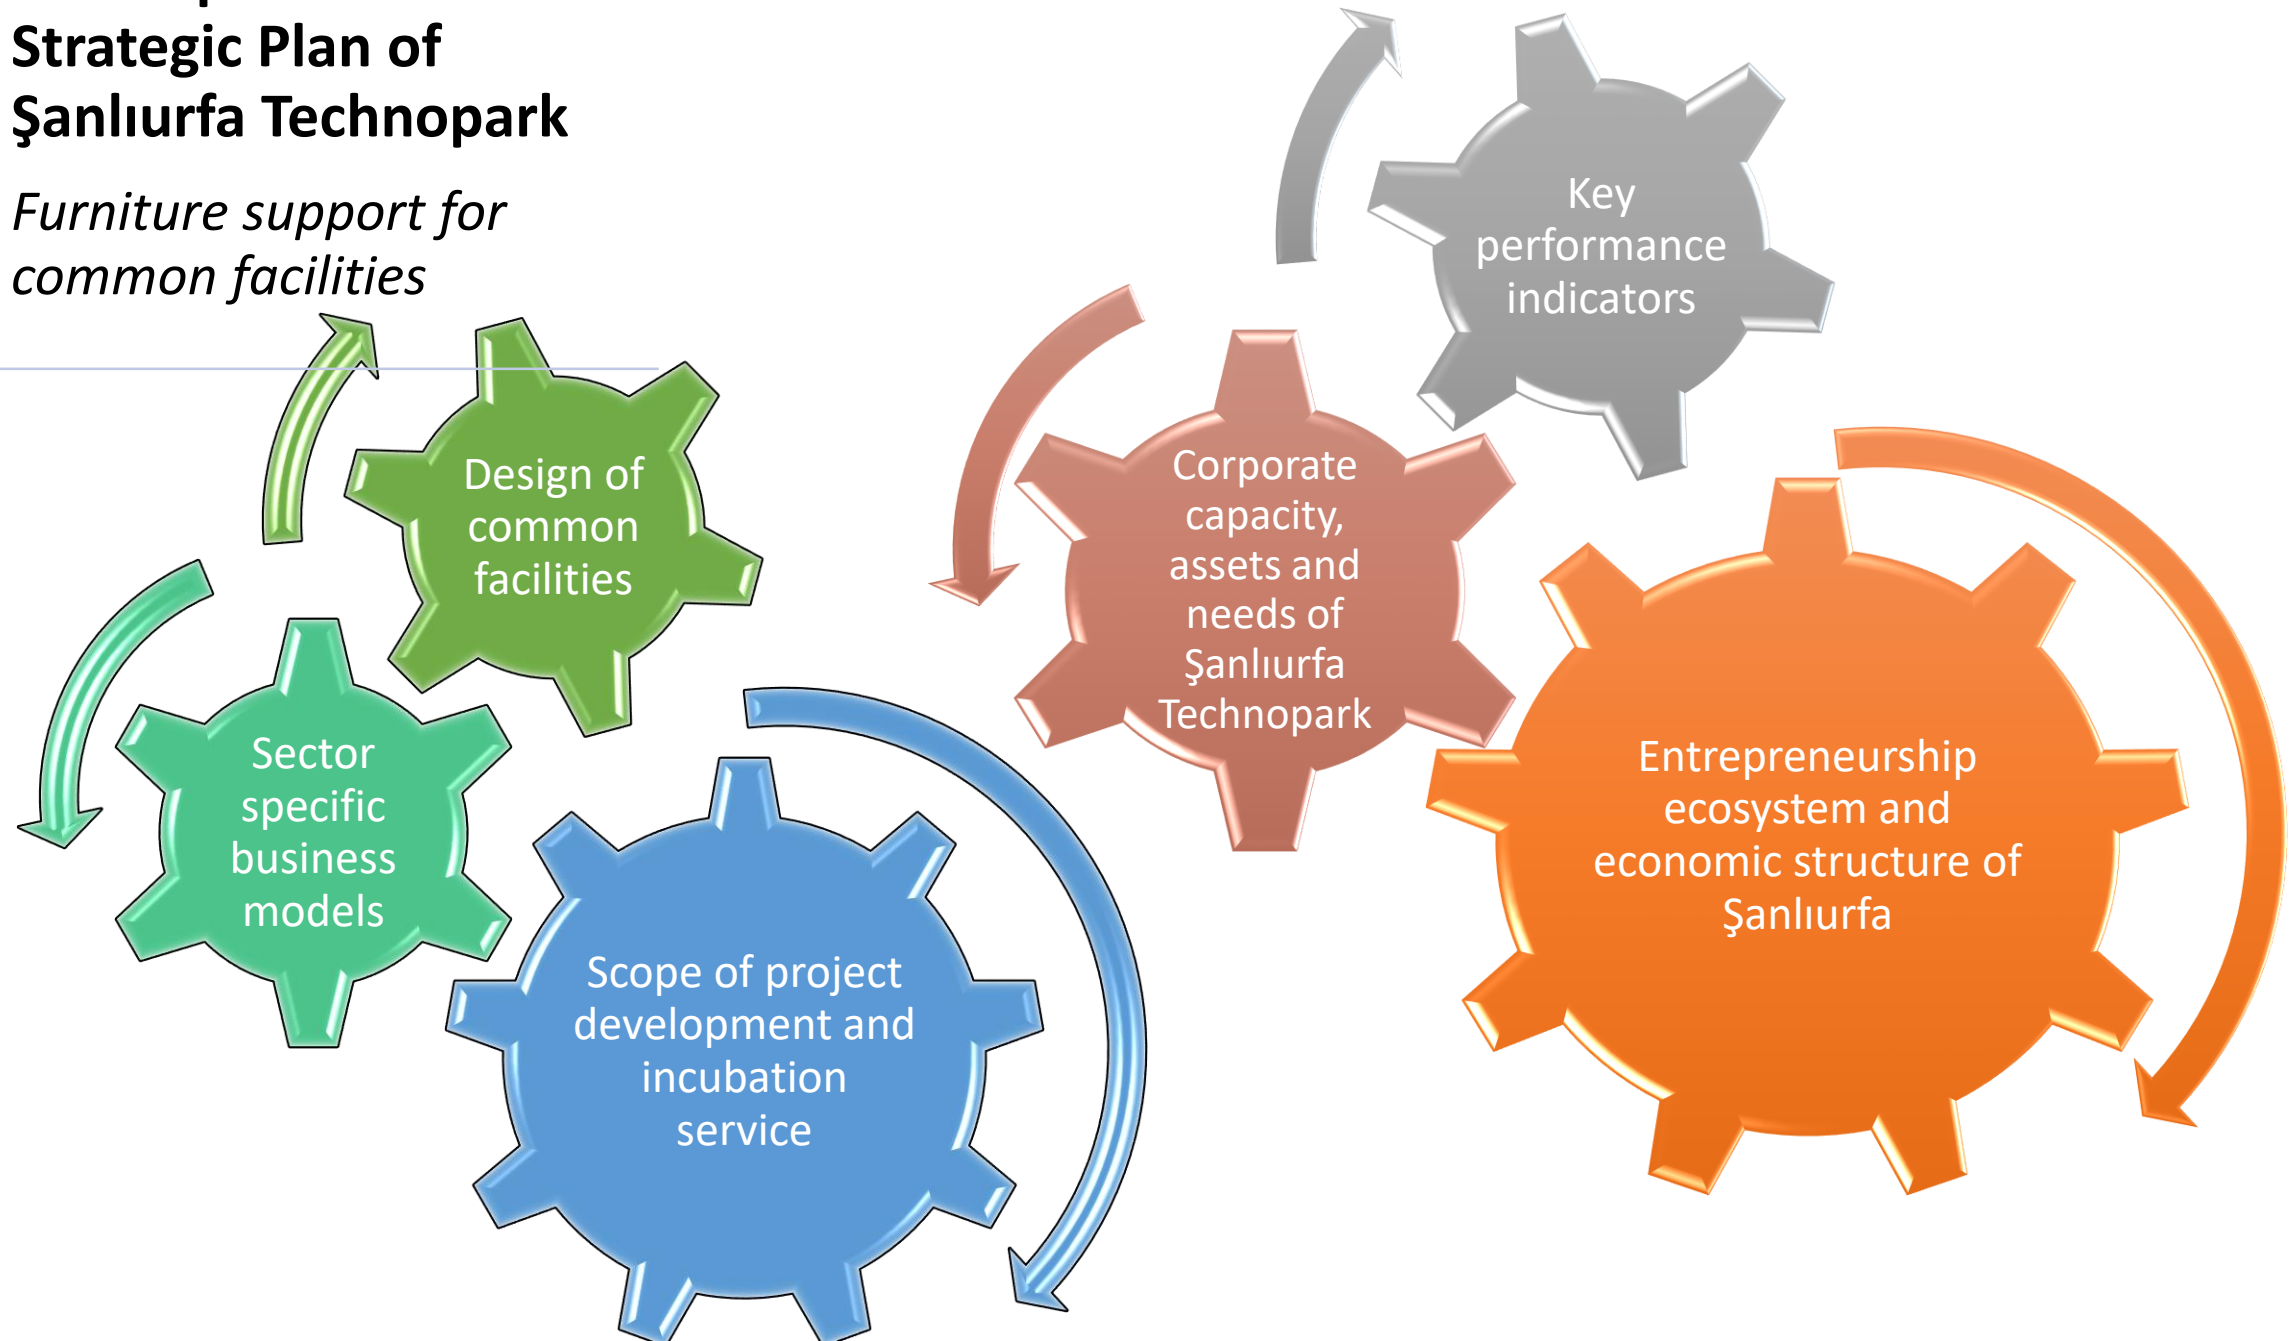 Strategic Plan of
Şanlıurfa Technopark
Furniture support for
common facilities
Design of
common
facilities
Sector
specific
business
models
Scope of project
development and
incubation
service
Key
performance
indicators
Corporate
capacity,
assets and
needs of
Şanlıurfa
Technopark
Entrepreneurship
ecosystem and
economic structure of
Şanlıurfa